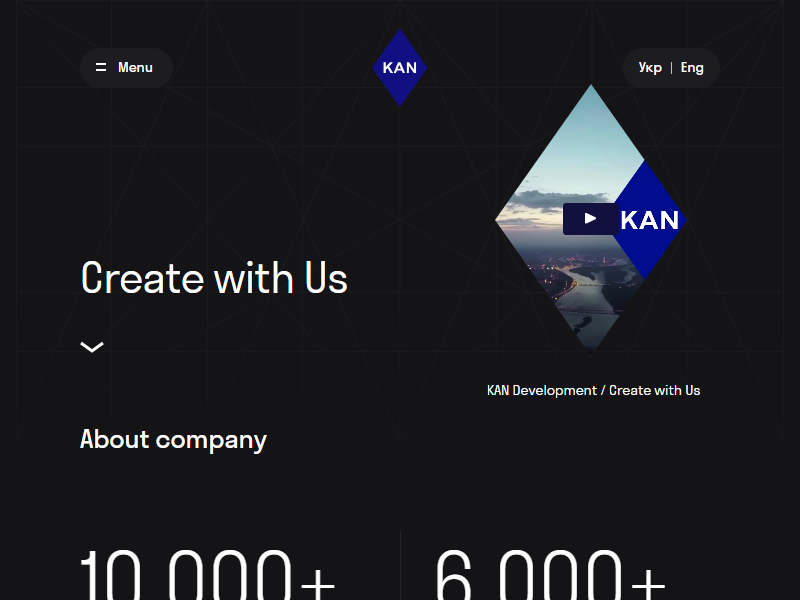 Menu
KAN
Укр | Eng
KAN
Create with Us
KAN Development / Create with Us
About company
10 000+
6 000+